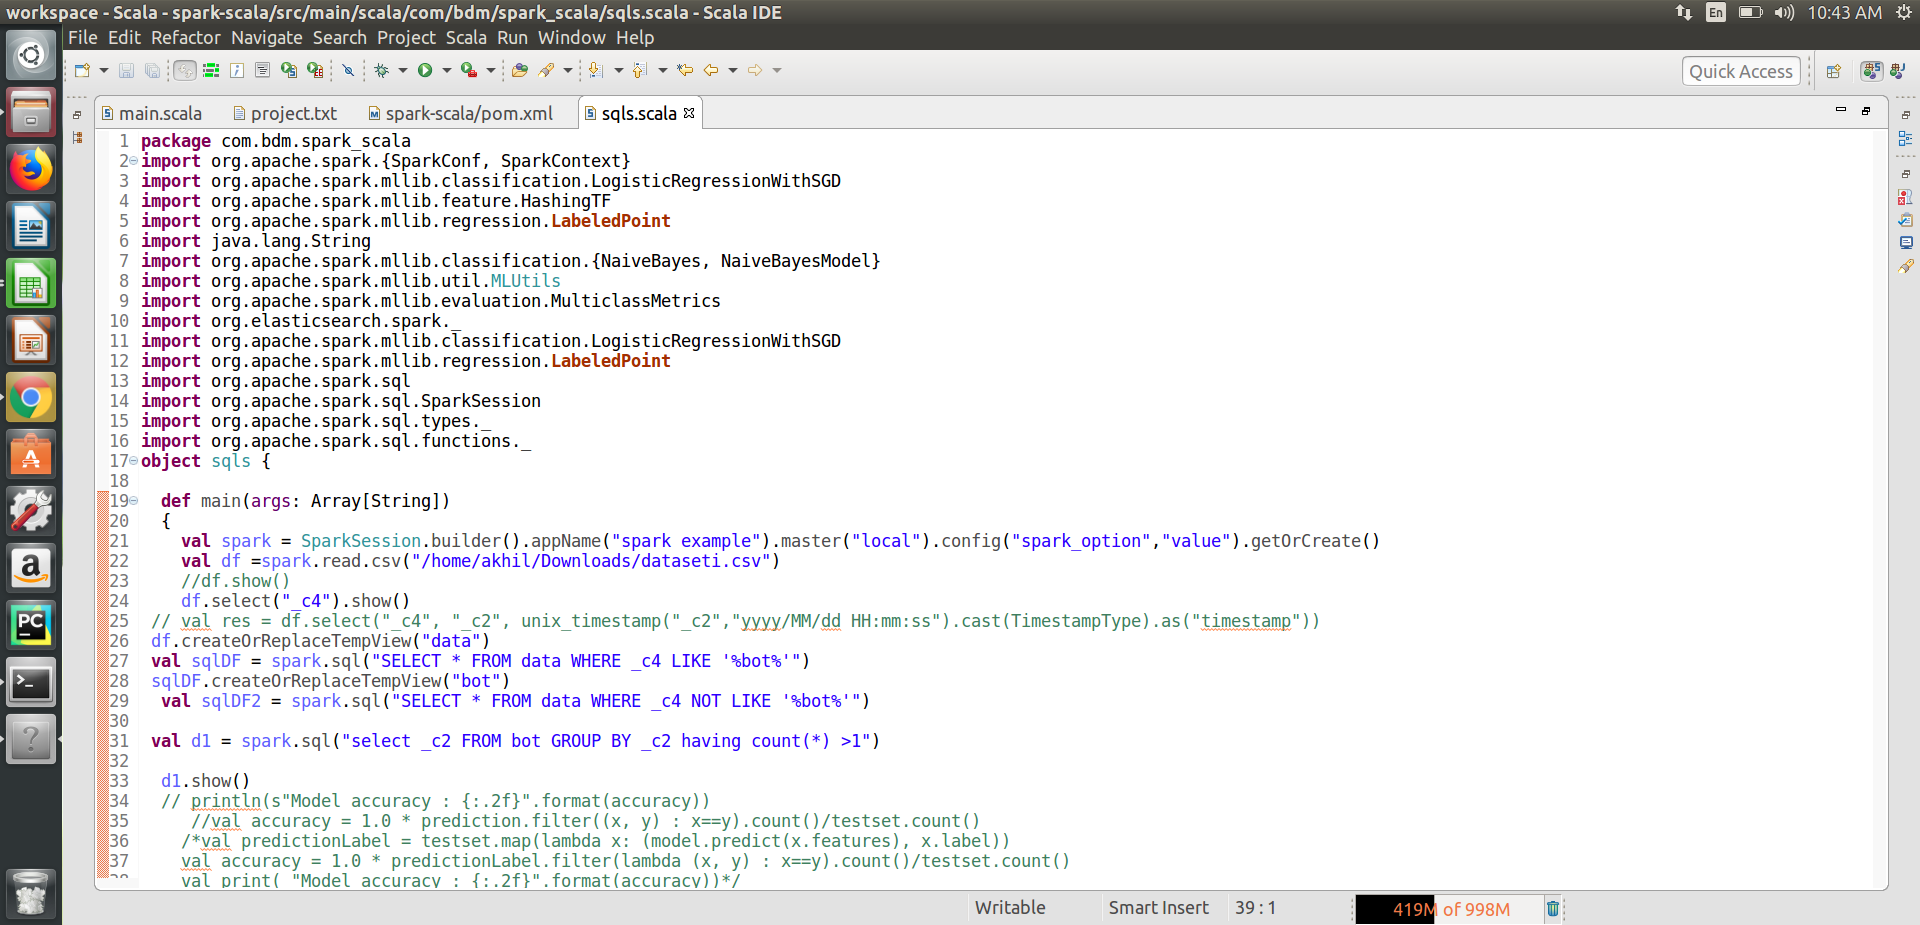 workspace - Scala - spark-scala/src/main/scala/com/bdm/spark_scala/sqls.scala - Scala IDE
En 10:43 AM
File Edit Refactor Navigate Search Project Scala Run Window Help
Quick Access
main.scala project.txt spark-scala/pom.xml sqls.scala
1 package com.bdm.spark_scala
2 import org.apache.spark.{SparkConf, SparkContext}
3 import org.apache.spark.mllib.classification.LogisticRegressionWithSGD
4 import org.apache.spark.mllib.feature.HashingTF
5 import org.apache.spark.mllib.regression.LabeledPoint
6 import java.lang.String
7 import org.apache.spark.mllib.classification.{NaiveBayes, NaiveBayesModel}
8 import org.apache.spark.mllib.util.MLUtils
9 import org.apache.spark.mllib.evaluation.MulticlassMetrics
10 import org.elasticsearch.spark._
11 import org.apache.spark.mllib.classification.LogisticRegressionWithSGD
12 import org.apache.spark.mllib.regression.LabeledPoint
13 import org.apache.spark.sql
14 import org.apache.spark.sql.SparkSession
15 import org.apache.spark.sql.types._
16 import org.apache.spark.sql.functions._
17 object sqls {
18
19 def main(args: Array[String])
20 {
21 val spark = SparkSession.builder().appName("spark example").master("local").config("spark_option","value").getOrCreate()
22 val df =spark.read.csv("/home/akhil/Downloads/dataseti.csv")
23 //df.show()
24 df.select("_c4").show()
25 // val res = df.select("_c4", "_c2", unix_timestamp("_c2","yyyy/MM/dd HH:mm:ss").cast(TimestampType).as("timestamp"))
26 df.createOrReplaceTempView("data")
27 val sqlDF = spark.sql("SELECT * FROM data WHERE _c4 LIKE '%bot%'")
28 sqlDF.createOrReplaceTempView("bot")
29 val sqlDF2 = spark.sql("SELECT * FROM data WHERE _c4 NOT LIKE '%bot%'")
30
31 val d1 = spark.sql("select _c2 FROM bot GROUP BY _c2 having count(*) >1")
32
33 d1.show()
34 // println(s"Model accuracy : {:.2f}".format(accuracy))
35 //val accuracy = 1.0 * prediction.filter((x, y) : x==y).count()/testset.count()
36 /*val predictionLabel = testset.map(lambda x: (model.predict(x.features), x.label))
37 val accuracy = 1.0 * predictionLabel.filter(lambda (x, y) : x==y).count()/testset.count()
38 val print( "Model accuracy : {:.2f}".format(accuracy))*/
Writable Smart Insert 39 : 1 419M of 998M